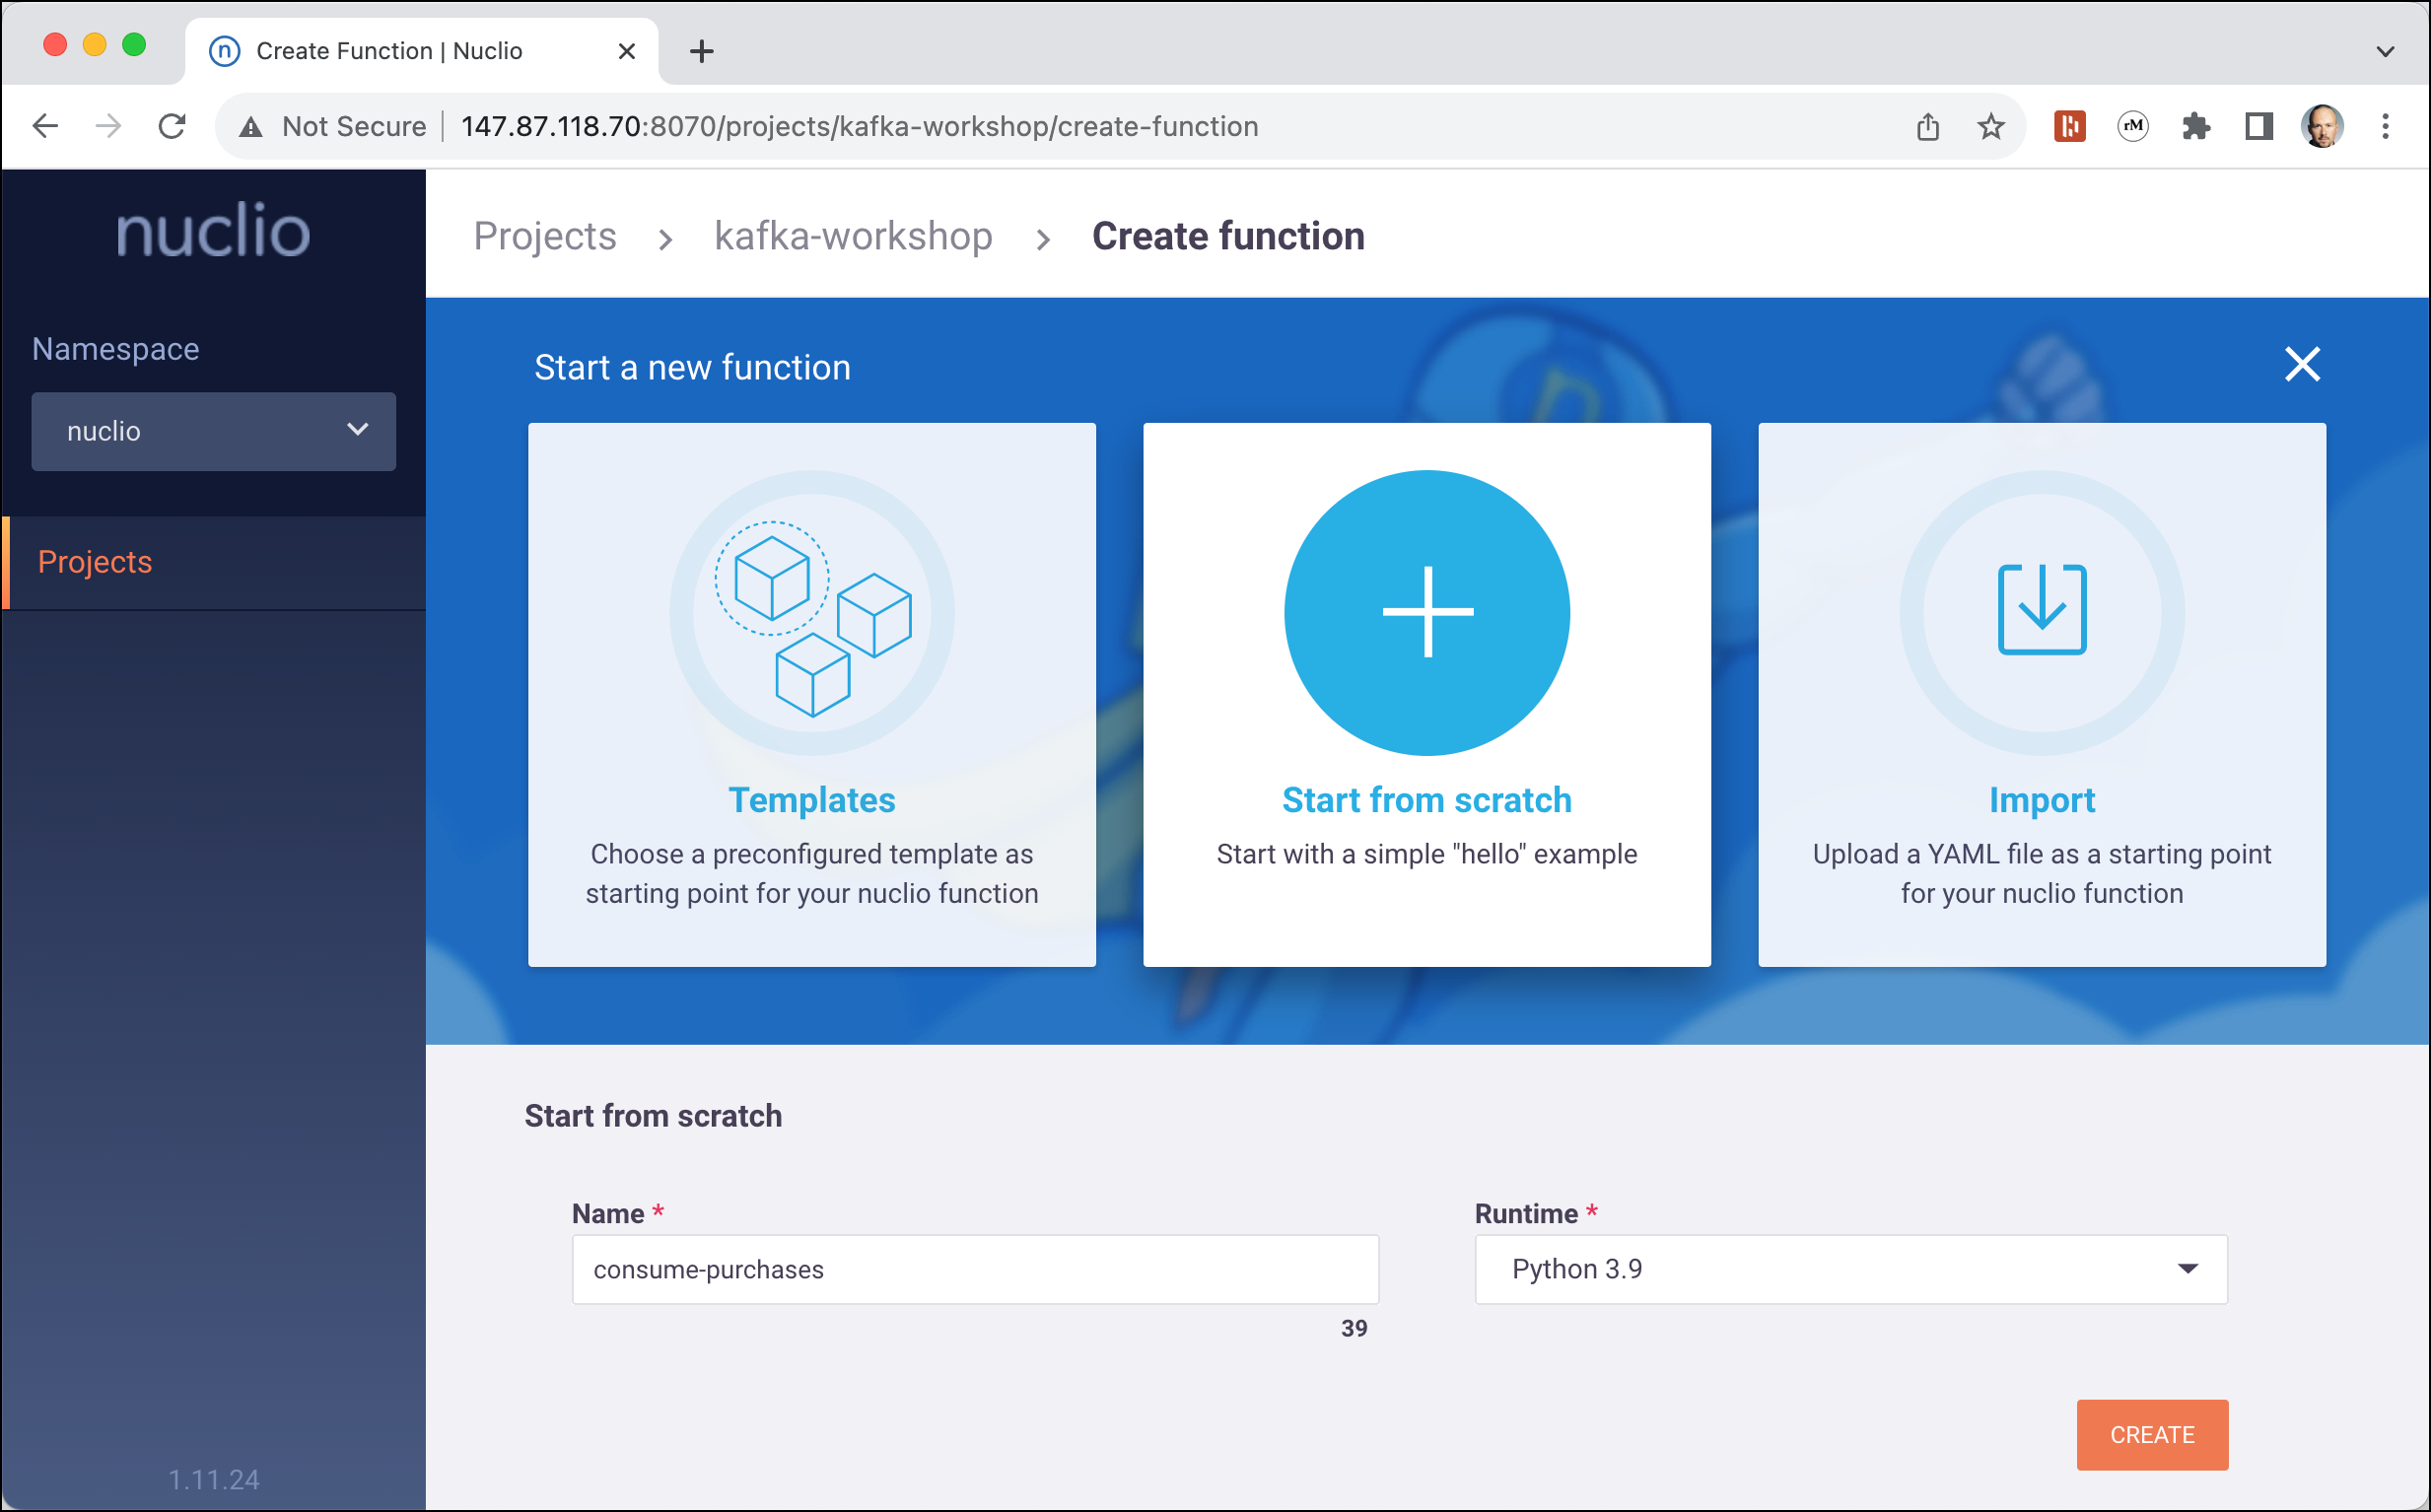 Create Function | Nuclio
Not Secure
147.87.118.70:8070/projects/kafka-workshop/create-function
rM
nuclio
Namespace
nuclio
Projects
1.11.24
Projects
kafka-workshop
Create function
Start a new function
Templates
Choose a preconfigured template as
starting point for your nuclio function
Start from scratch
Start with a simple "hello" example
Import
Upload a YAML file as a starting point
for your nuclio function
Start from scratch
Name *
consume-purchases
39
Runtime *
Python 3.9
CREATE